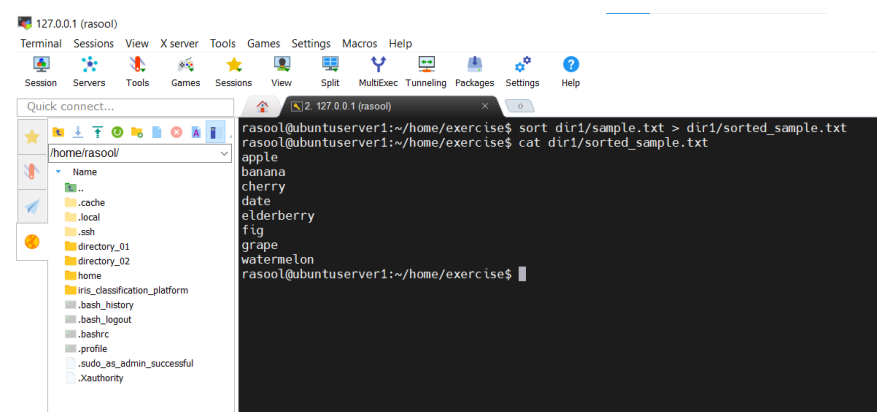 127.0.0.1 (rasool)
Terminal Sessions View X server Tools Games Settings Macros Help
Session Servers Tools Games Sessions View Split MultiExec Tunneling Packages Settings Help
Quick connect...
2. 127.0.0.1 (rasool)
/home/rasool/
Name
..
.cache
.local
.ssh
directory_01
directory_02
home
iris_classification_platform
.bash_history
.bash_logout
.bashrc
.profile
.sudo_as_admin_successful
.Xauthority
rasool@ubuntuserver1:~/home/exercise$ sort dir1/sample.txt > dir1/sorted_sample.txt
rasool@ubuntuserver1:~/home/exercise$ cat dir1/sorted_sample.txt
apple
banana
cherry
date
elderberry
fig
grape
watermelon
rasool@ubuntuserver1:~/home/exercise$